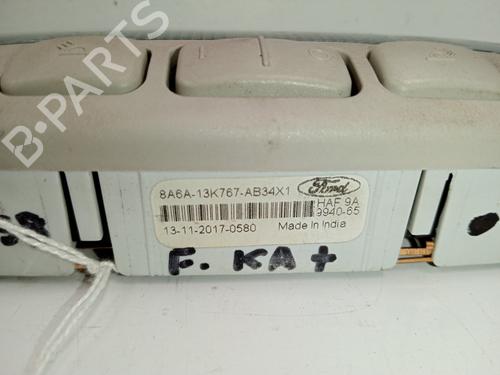 8A6A-13K767-AB34X1
Ford
HAF 9A
9940-65
13-11-2017-0580
Made in India
F. KA+
B-PARTS